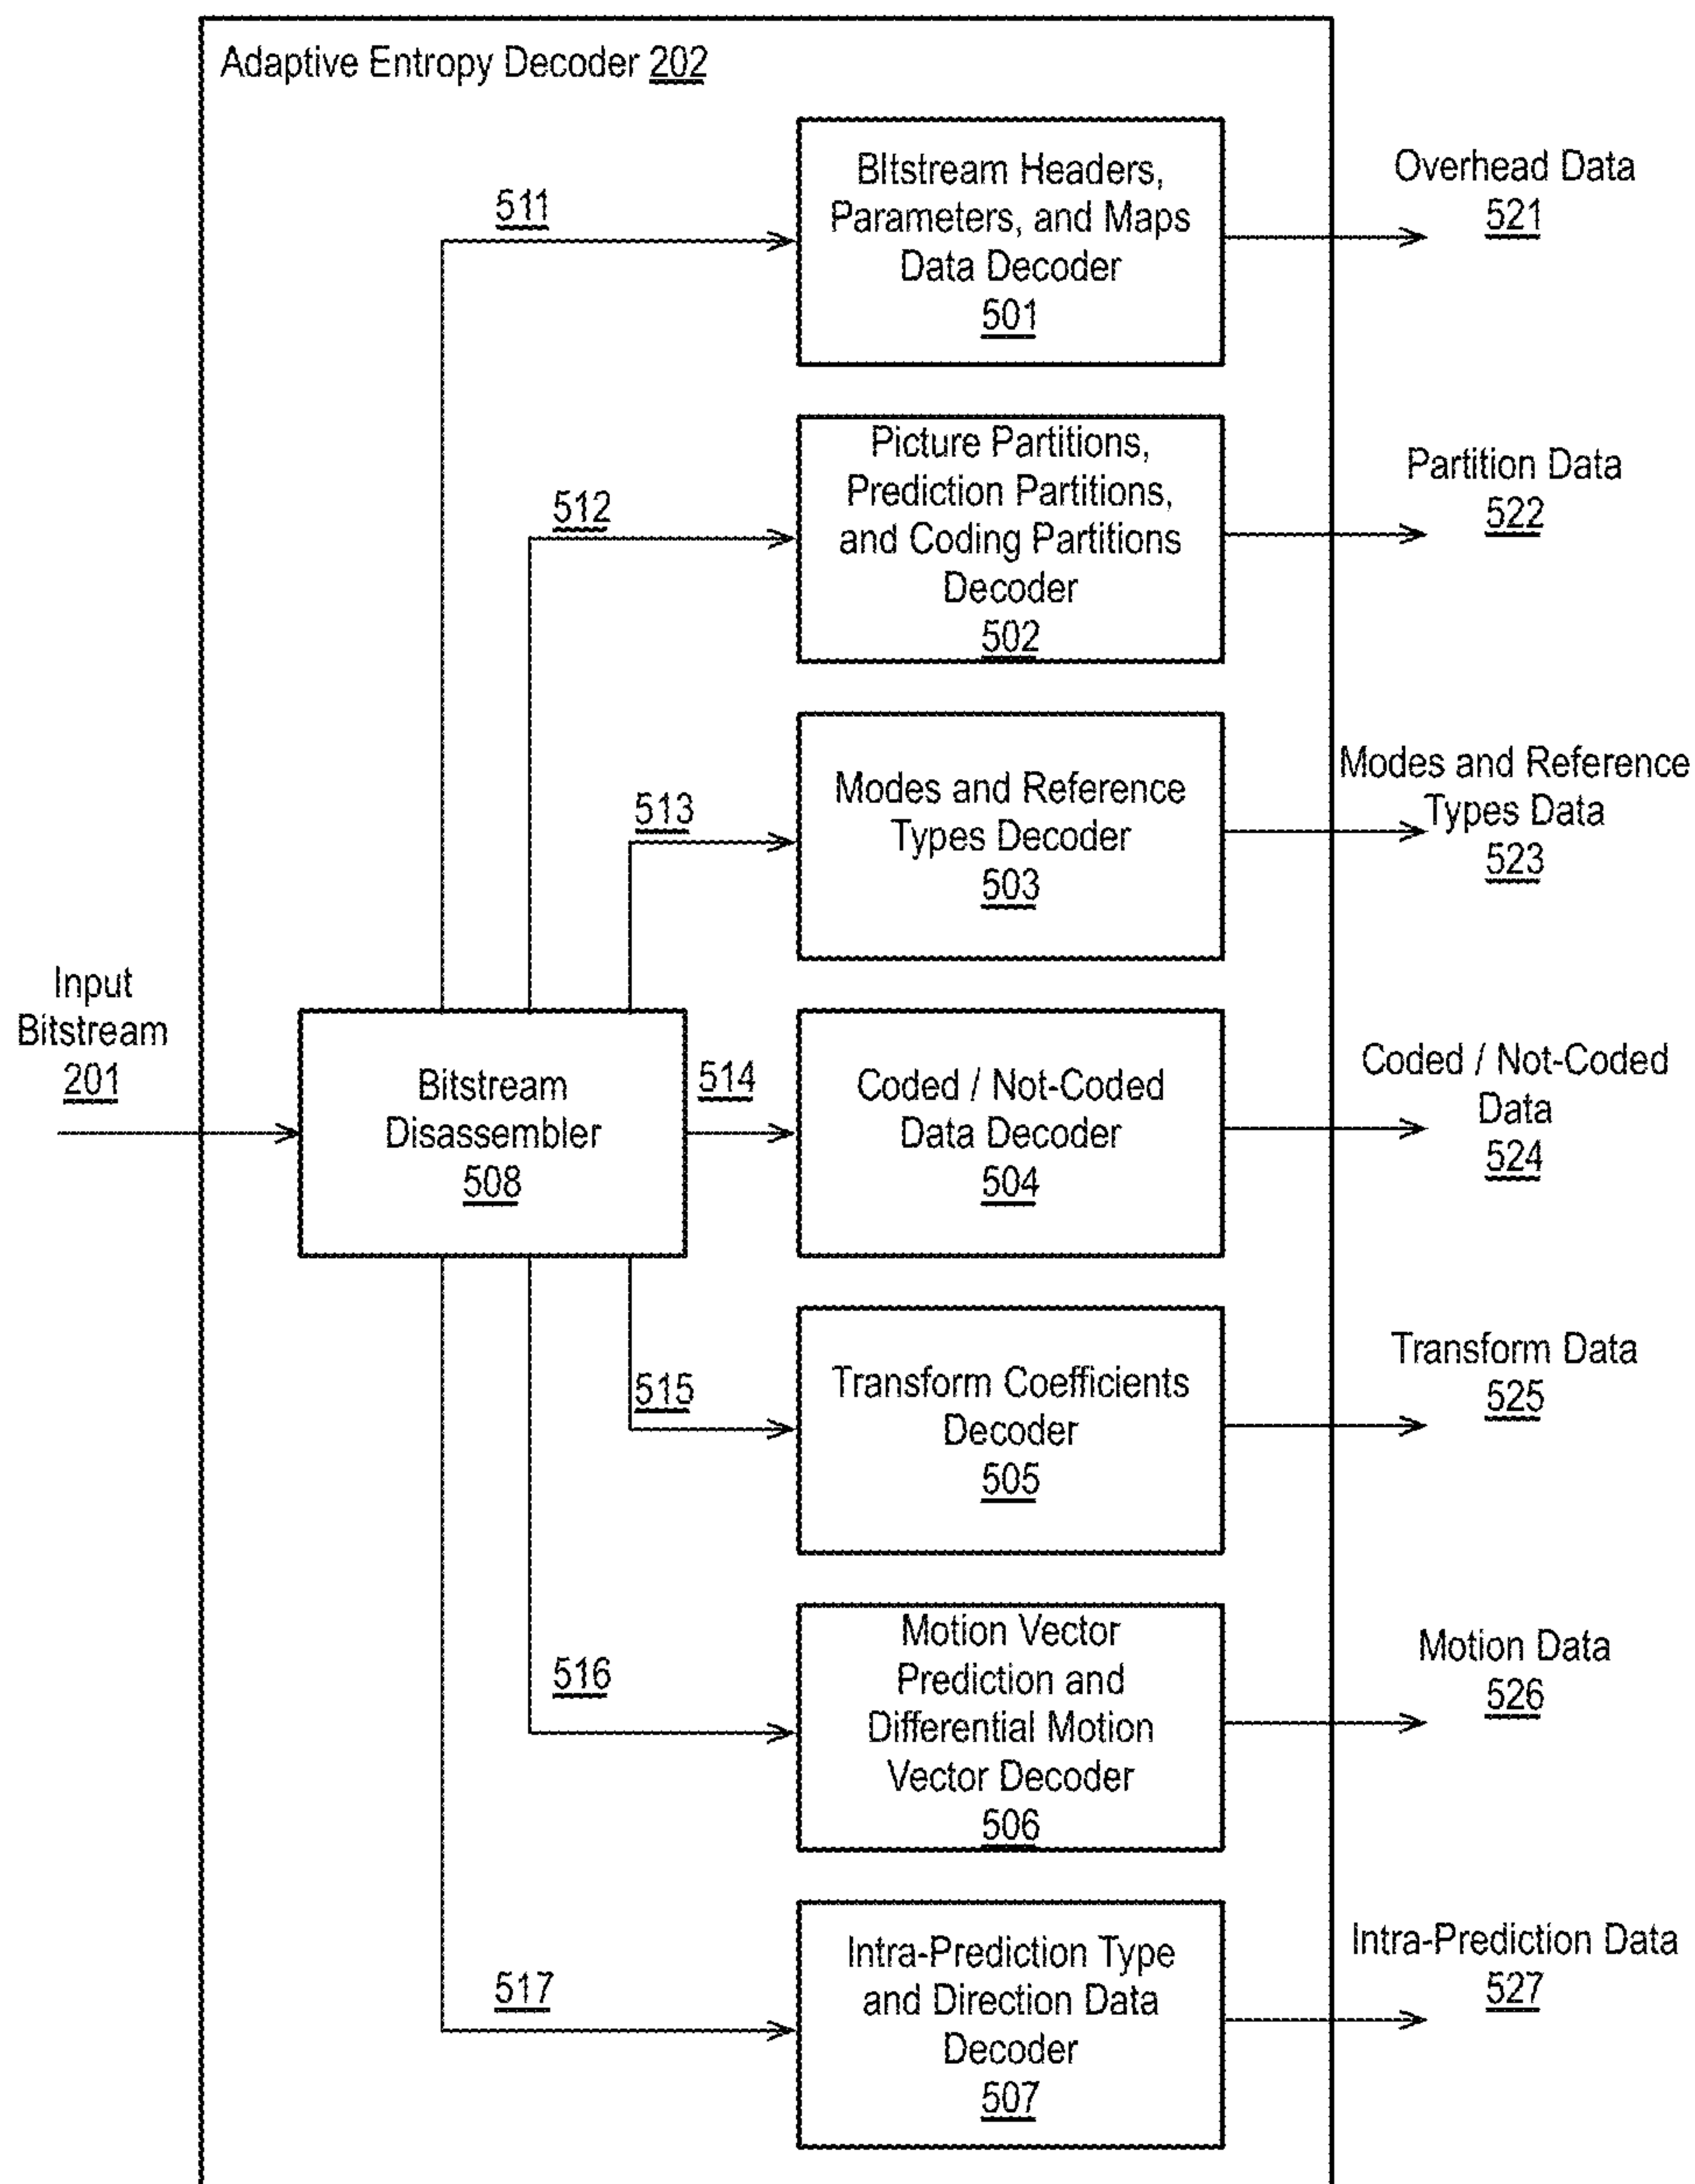 Adaptive Entropy Decoder 202
511
BItstream Headers,
Parameters, and Maps
Data Decoder
501
Overhead Data
521
512
Picture Partitions,
Prediction Partitions,
and Coding Partitions
Decoder
502
Partition Data
522
513
Modes and Reference
Types Decoder
503
Modes and Reference
Types Data
523
Input
Bitstream
201
Bitstream
Disassembler
508
514
Coded / Not-Coded
Data Decoder
504
Coded / Not-Coded
Data
524
515
Transform Coefficients
Decoder
505
Transform Data
525
516
Motion Vector
Prediction and
Differential Motion
Vector Decoder
506
Motion Data
526
517
Intra-Prediction Type
and Direction Data
Decoder
507
Intra-Prediction Data
527